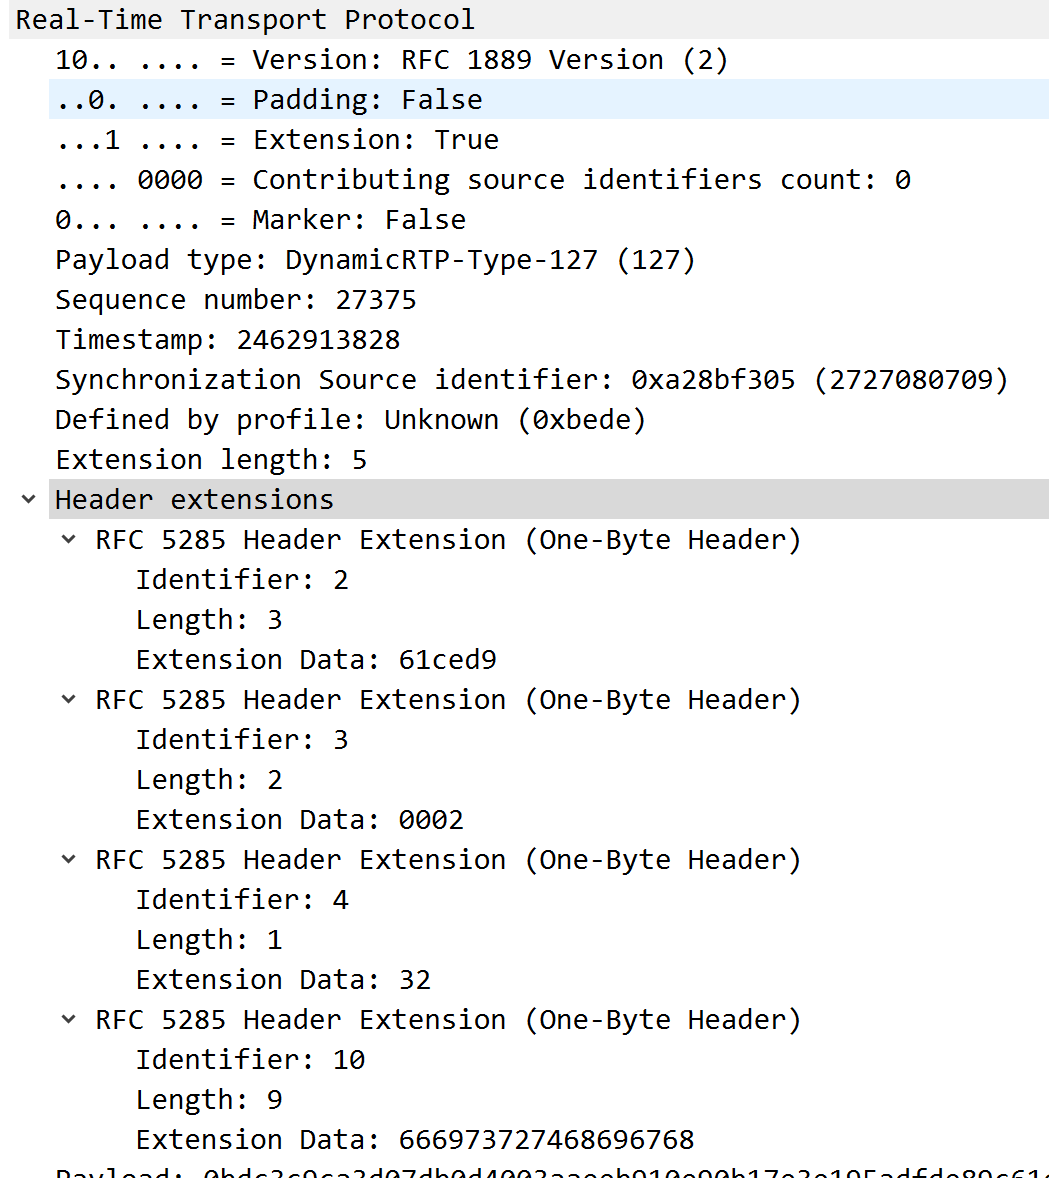 Real-Time Transport Protocol
10.. .... = Version: RFC 1889 Version (2)
..0. .... = Padding: False
...1 .... = Extension: True
.... 0000 = Contributing source identifiers count: 0
0... .... = Marker: False
Payload type: DynamicRTP-Type-127 (127)
Sequence number: 27375
Timestamp: 2462913828
Synchronization Source identifier: 0xa28bf305 (2727080709)
Defined by profile: Unknown (0xbede)
Extension length: 5
Header extensions
RFC 5285 Header Extension (One-Byte Header)
Identifier: 2
Length: 3
Extension Data: 61ced9
RFC 5285 Header Extension (One-Byte Header)
Identifier: 3
Length: 2
Extension Data: 0002
RFC 5285 Header Extension (One-Byte Header)
Identifier: 4
Length: 1
Extension Data: 32
RFC 5285 Header Extension (One-Byte Header)
Identifier: 10
Length: 9
Extension Data: 666973727468696768
Payload: